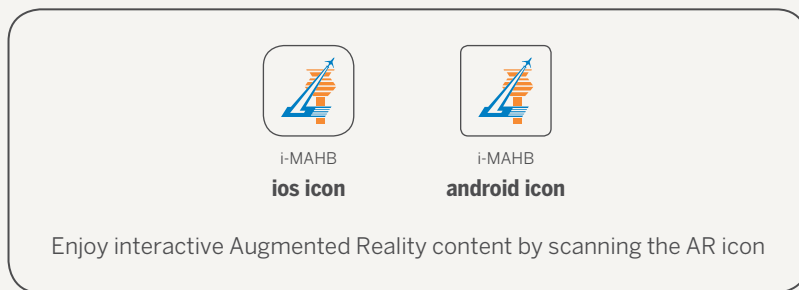 i-MAHB i-MAHB
ios icon android icon
Enjoy interactive Augmented Reality content by scanning the AR icon